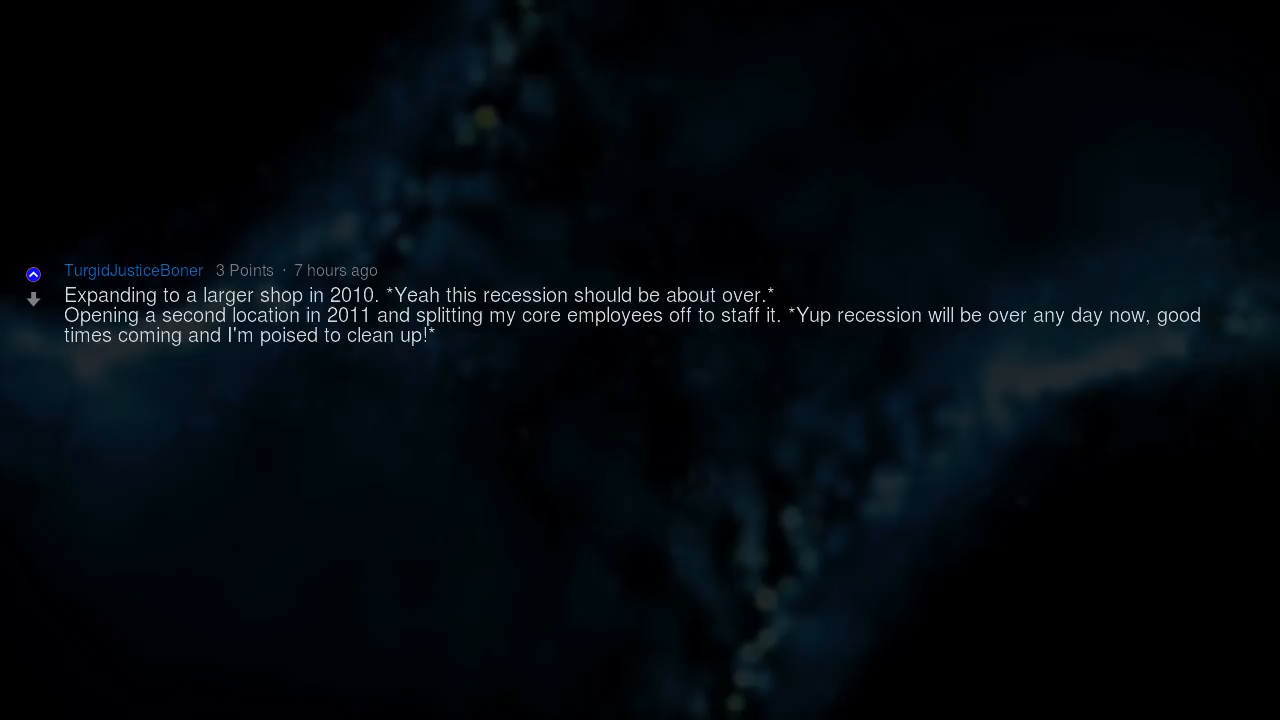 TurgidJusticeBoner 3 Points · 7 hours ago
Expanding to a larger shop in 2010. *Yeah this recession should be about over.*
Opening a second location in 2011 and splitting my core employees off to staff it. *Yup recession will be over any day now, good
times coming and I'm poised to clean up!*